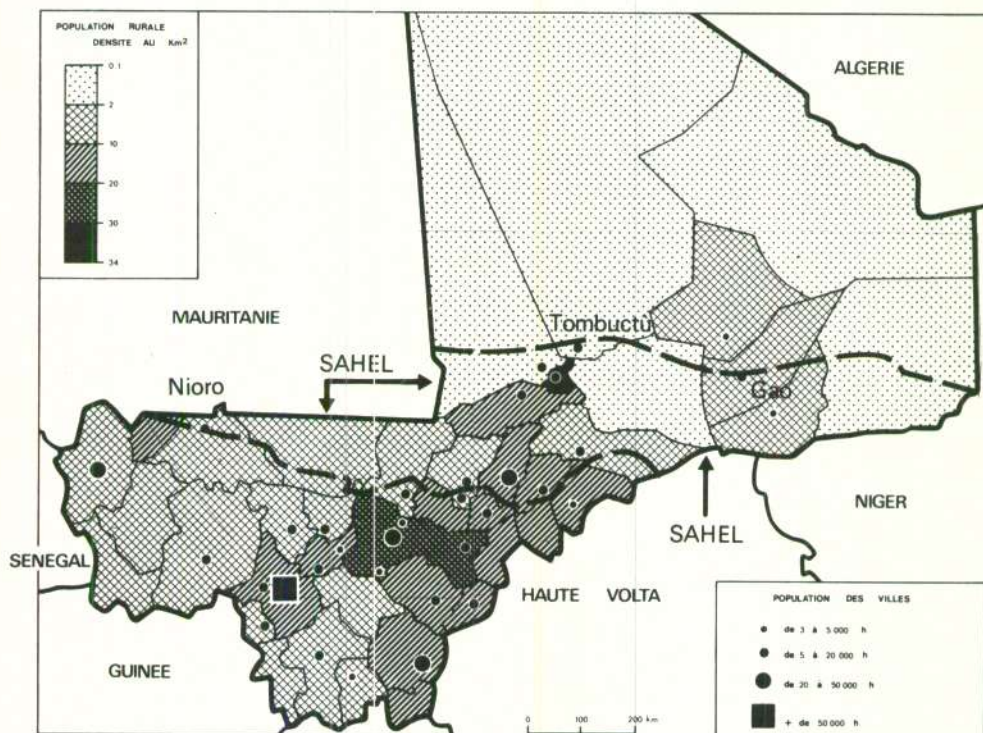 POPULATION RURALE
DENSITE AU Km2
0.1
2
10
20
30
34
ALGERIE
MAURITANIE
Tombuctú
SAHEL
Nioro
Gao
NIGER
SENEGAL
SAHEL
HAUTE VOLTA
GUINEE
POPULATION DES VILLES
de 3 à 5 000 h
de 5 à 20 000 h
de 20 à 50 000 h
+ de 50 000 h
0 100 200 km